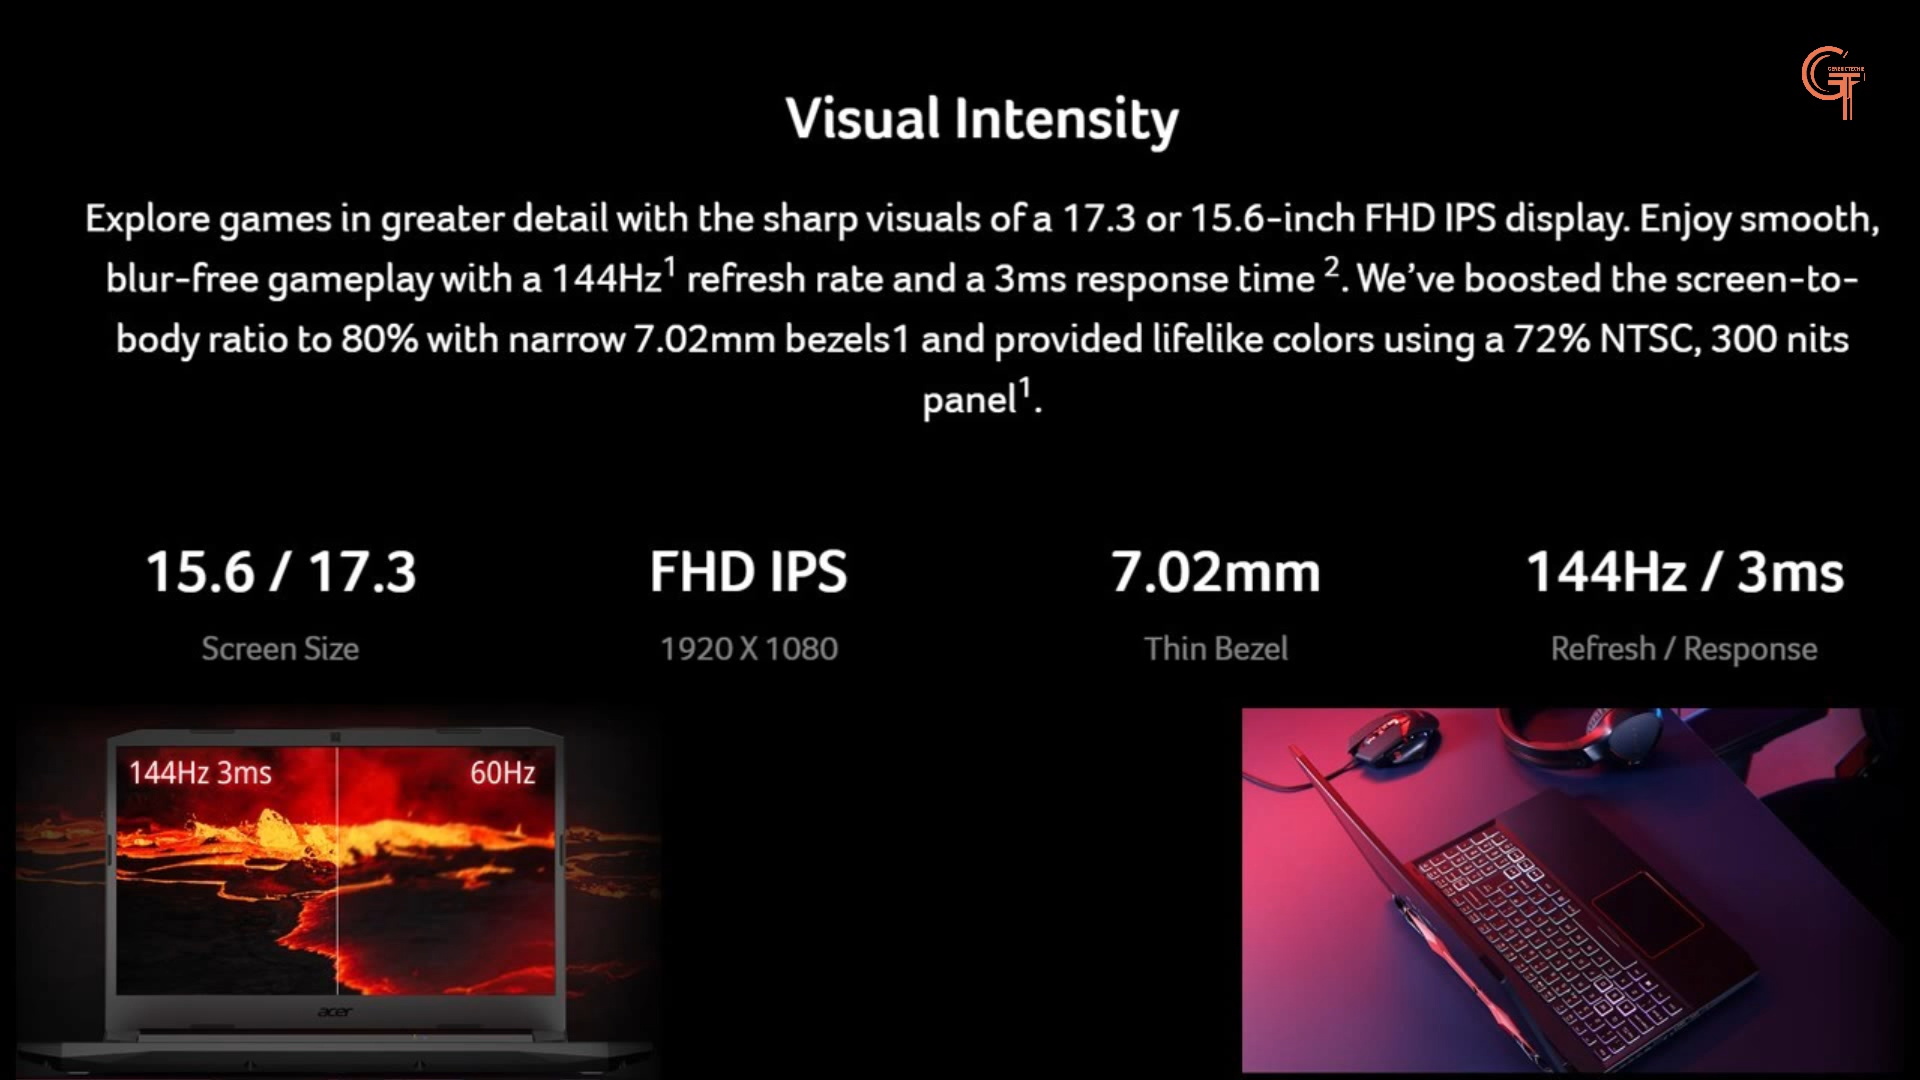 Visual Intensity
Explore games in greater detail with the sharp visuals of a 17.3 or 15.6-inch FHD IPS display. Enjoy smooth,
blur-free gameplay with a 144Hz¹ refresh rate and a 3ms response time ². We’ve boosted the screen-to-
body ratio to 80% with narrow 7.02mm bezels1 and provided lifelike colors using a 72% NTSC, 300 nits
panel¹.
15.6 / 17.3
Screen Size
FHD IPS
1920 X 1080
7.02mm
Thin Bezel
144Hz / 3ms
Refresh / Response
144Hz 3ms
60Hz
acer